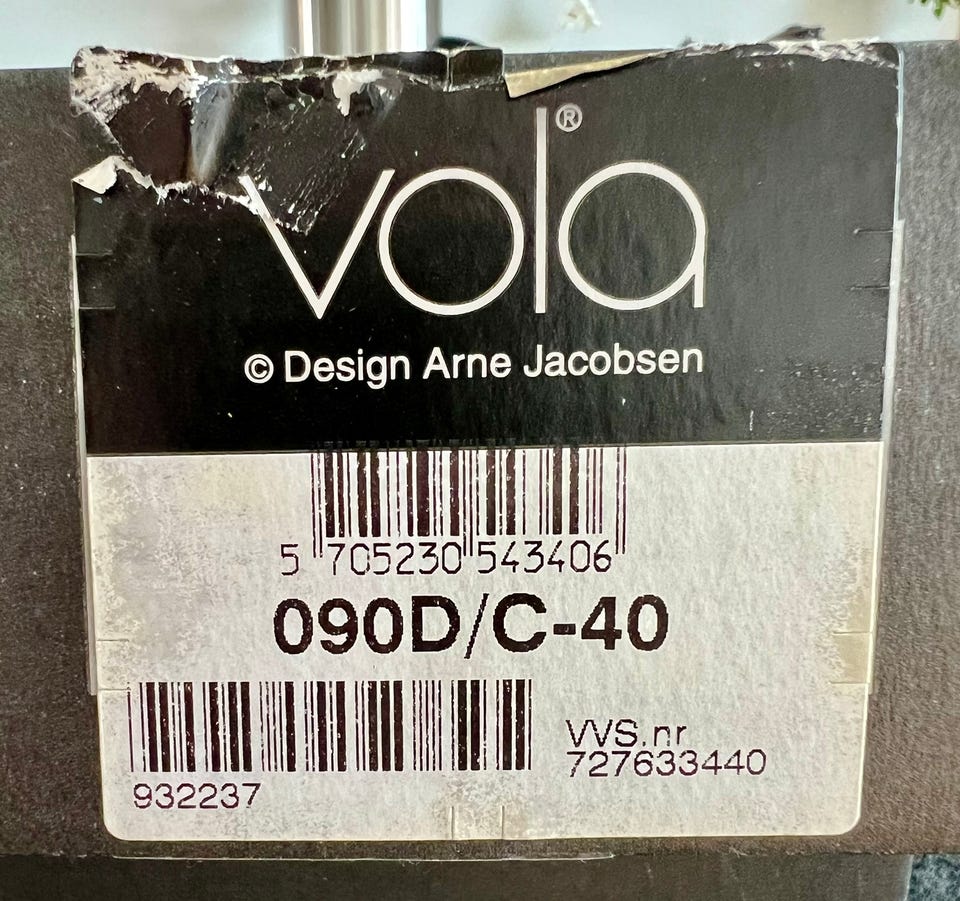 vola®
© Design Arne Jacobsen
5 705230 543406
090D/C-40
VVS.nr
727633440
932237